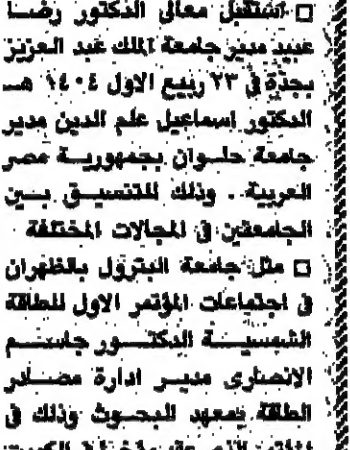 □ استقبل معالي الدكتور رضا
عبيد مدير جامعة الملك عبد العزيز
بجدة في ٢٣ ربيع الاول ١٤٠٤ هـ
الدكتور اسماعيل علم الدين مدير
جامعة حلوان بجمهورية مصر
العربية . وذلك للتنسيق بين
الجامعتين في المجالات المختلفة
□ مثل جامعة البترول بالظهران
في اجتماعات المؤتمر الاول للطاقة
الشمسية الدكتور جاسم
الانصارى مدير ادارة مصادر
الطاقة بمعهد البحوث وذلك في